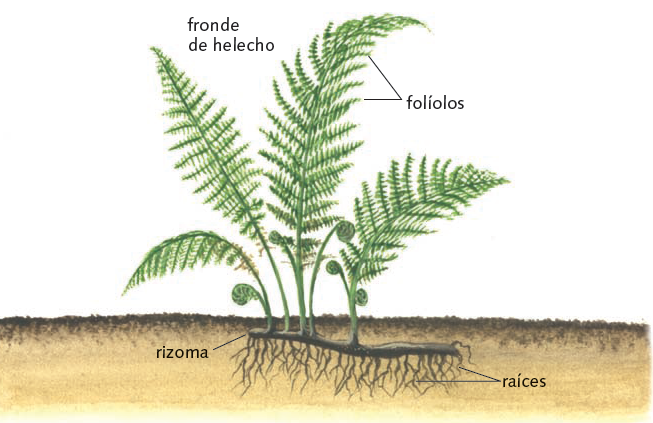 fronde
de helecho
folíolos
rizoma
raíces